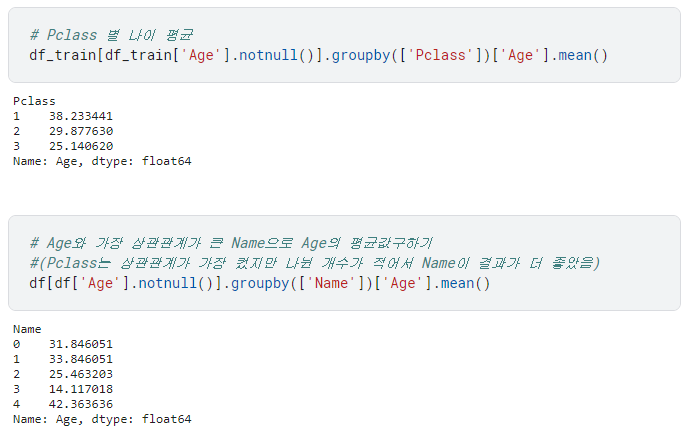 # Pclass 별 나이 평균
df_train[df_train['Age'].notnull()].groupby(['Pclass'])['Age'].mean()
Pclass
1    38.233441
2    29.877630
3    25.140620
Name: Age, dtype: float64
# Age와 가장 상관관계가 큰 Name으로 Age의 평균값구하기
#(Pclass는 상관관계가 가장 컸지만 나뉜 개수가 적어서 Name이 결과가 더 좋았음)
df[df['Age'].notnull()].groupby(['Name'])['Age'].mean()
Name
0    31.846051
1    33.846051
2    25.463203
3    14.117018
4    42.363636
Name: Age, dtype: float64